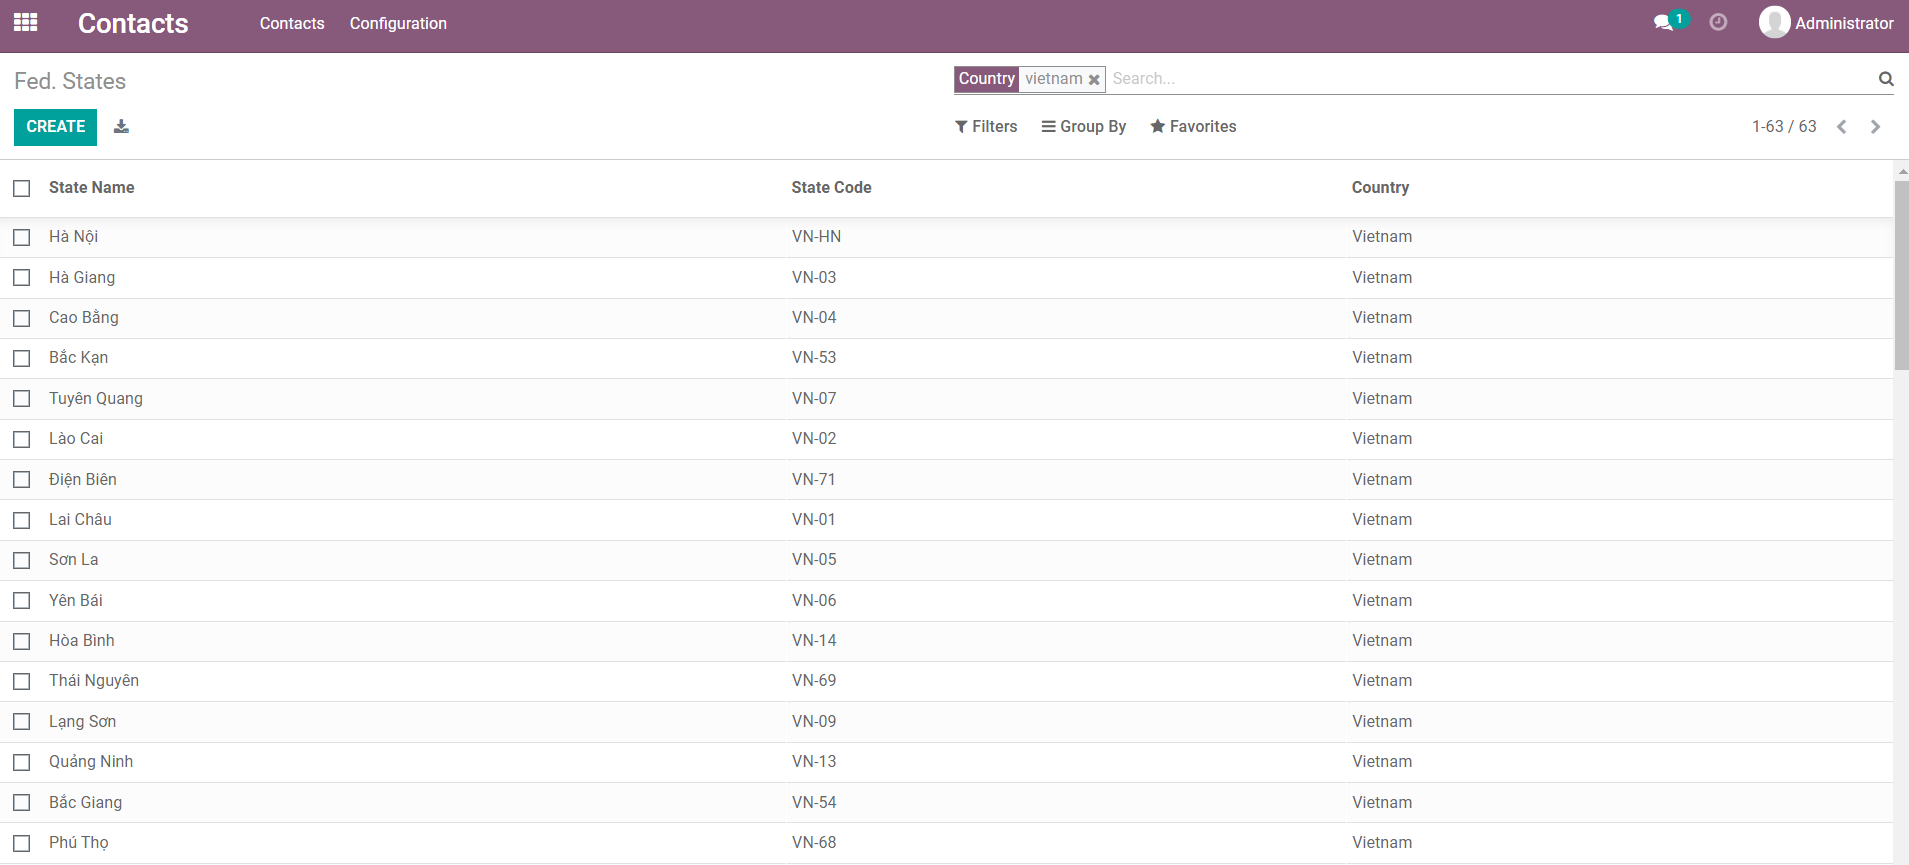 Contacts Contacts Configuration 1 Administrator
Fed. States Country vietnam Search...
CREATE Filters Group By Favorites 1-63 / 63
State Name State Code Country
Hà Nội VN-HN Vietnam
Hà Giang VN-03 Vietnam
Cao Bằng VN-04 Vietnam
Bắc Kạn VN-53 Vietnam
Tuyên Quang VN-07 Vietnam
Lào Cai VN-02 Vietnam
Điện Biên VN-71 Vietnam
Lai Châu VN-01 Vietnam
Sơn La VN-05 Vietnam
Yên Bái VN-06 Vietnam
Hòa Bình VN-14 Vietnam
Thái Nguyên VN-69 Vietnam
Lạng Sơn VN-09 Vietnam
Quảng Ninh VN-13 Vietnam
Bắc Giang VN-54 Vietnam
Phú Thọ VN-68 Vietnam